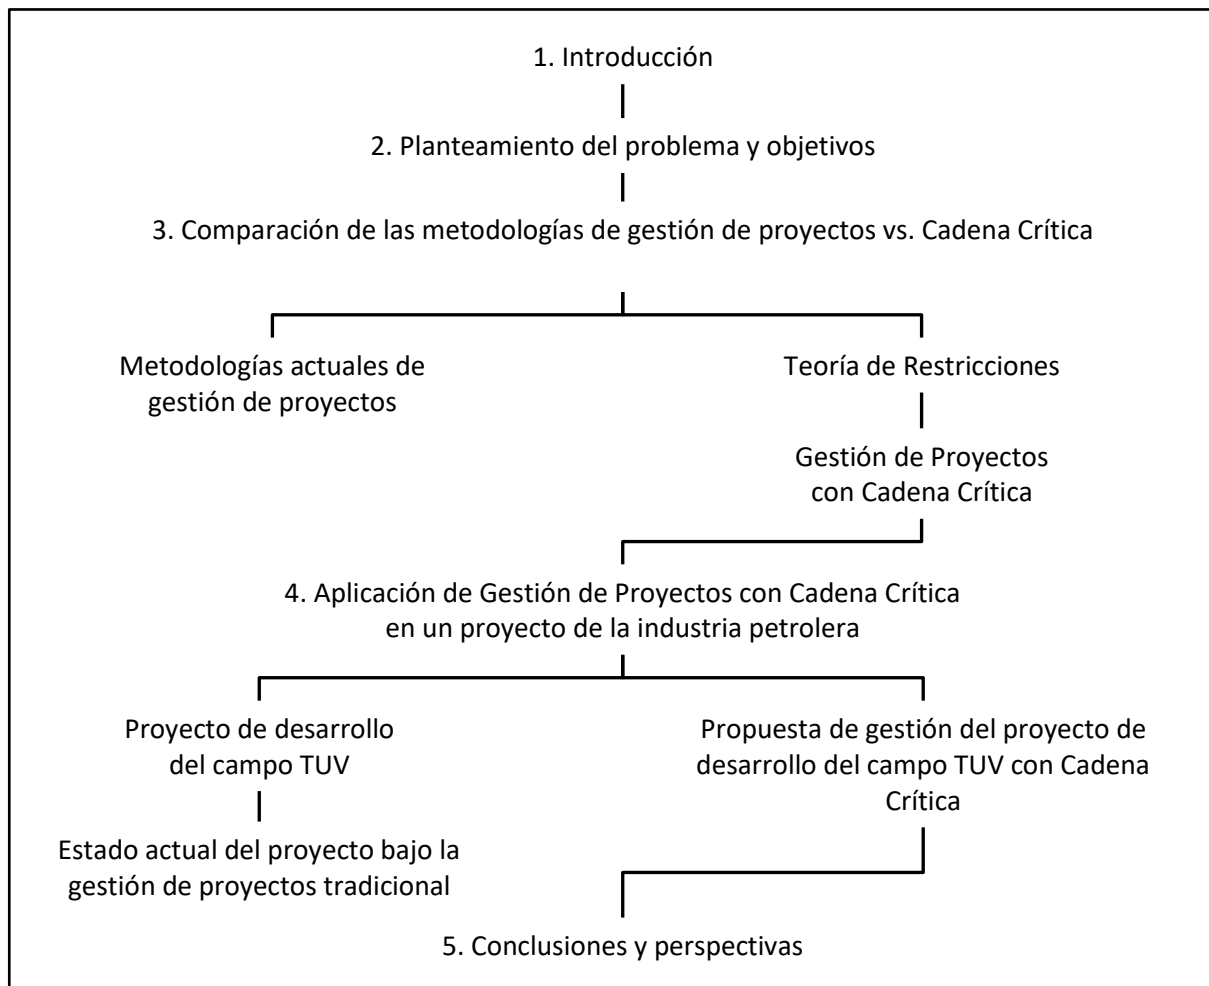 1. Introducción
2. Planteamiento del problema y objetivos
3. Comparación de las metodologías de gestión de proyectos vs. Cadena Crítica
Metodologías actuales de
gestión de proyectos
Teoría de Restricciones
Gestión de Proyectos
con Cadena Crítica
4. Aplicación de Gestión de Proyectos con Cadena Crítica
en un proyecto de la industria petrolera
Proyecto de desarrollo
del campo TUV
Estado actual del proyecto bajo la
gestión de proyectos tradicional
Propuesta de gestión del proyecto de
desarrollo del campo TUV con Cadena
Crítica
5. Conclusiones y perspectivas